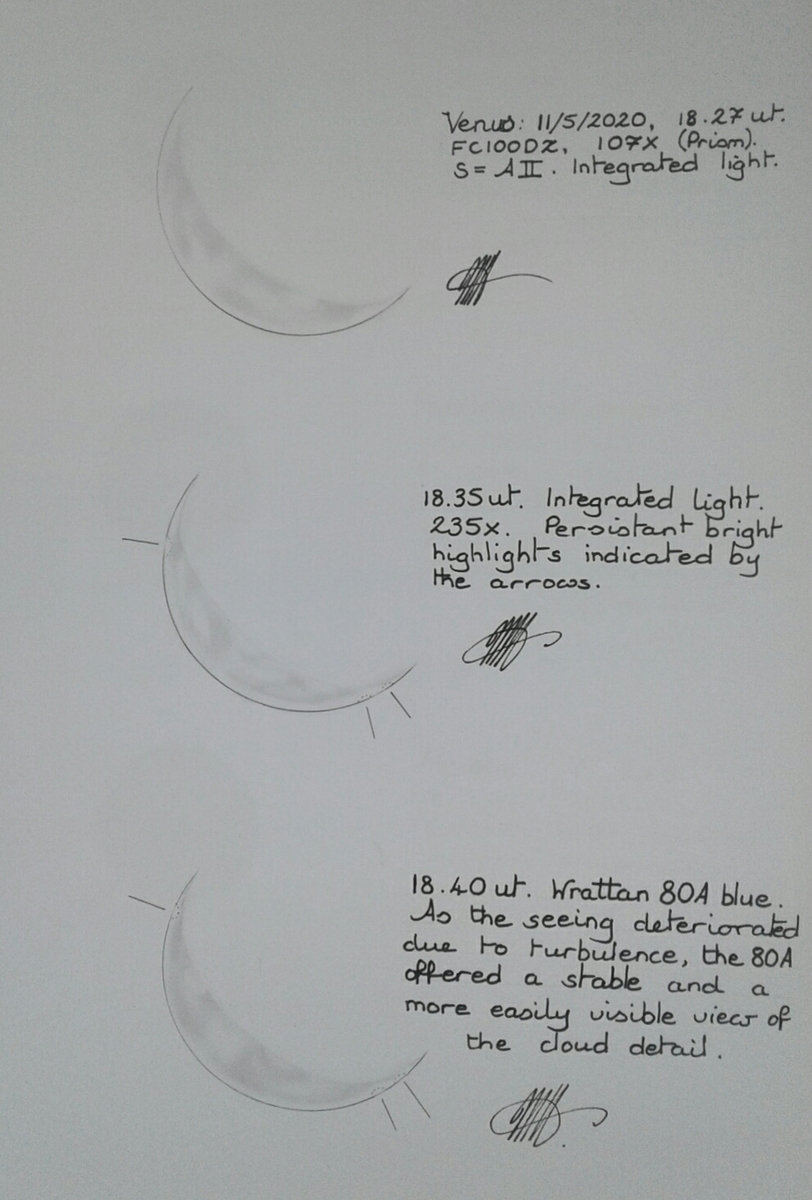 Venus: 11/5/2020, 18.27 ut.
FC100DZ, 107X (Prism).
S= AII. Integrated light.
18.35 ut. Integrated Light.
235x. Persistant bright
highlights indicated by
the arrows.
18.40 ut. Wrattan 80A blue.
As the seeing deteriorated
due to turbulence, the 80A
offered a stable and a
more easily visible view of
the cloud detail.